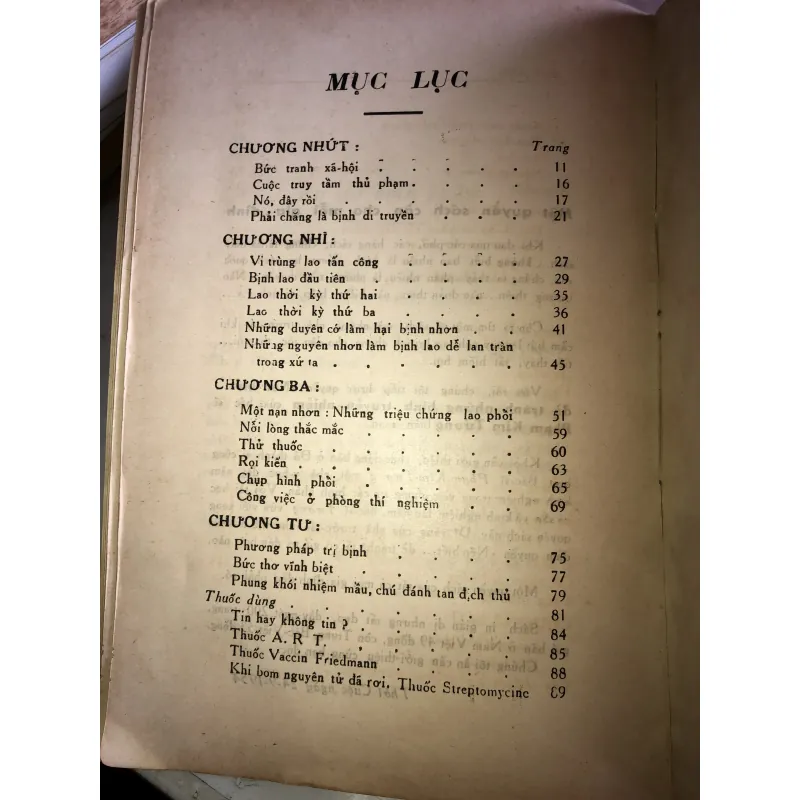 MỤC LỤC
CHƯƠNG NHỨT : Trang
Bức tranh xã-hội . . . . . 11
Cuộc truy tầm thủ phạm . . . . 16
Nó, đây rồi . . . . . . 17
Phải chăng là bịnh di truyền . . . . 21
CHƯƠNG NHÌ :
Vi trùng lao tấn công . . . . 27
Bịnh lao đầu tiên . . . . . 29
Lao thời kỳ thứ hai . . . . 35
Lao thời kỳ thứ ba . . . . 36
Những duyên cớ làm hại bịnh nhơn . . 41
Những nguyên nhơn làm bịnh lao dễ lan tràn
trong xứ ta . . . . . . 45
CHƯƠNG BA :
Một nạn nhơn : Những triệu chứng lao phổi 51
Nỗi lòng thắc mắc . . . . . 59
Thử thuốc . . . . . . 60
Rọi kiến . . . . . . . 63
Chụp hình phổi . . . . . 65
Công việc ở phòng thí nghiệm . . 69
CHƯƠNG TƯ :
Phương pháp trị bịnh . . . . 75
Bức thơ vĩnh biệt . . . . . 77
Phung khói nhiệm mầu, chú đánh tan địch thủ 79
Thuốc dùng . . . . . . . 81
Tin hay không tin ? . . . . . 84
Thuốc A. R T. . . . . . 85
Thuốc Vaccin Friedmann . . . . 88
Khi bom nguyên tử đã rơi, Thuốc Streptomycine 89